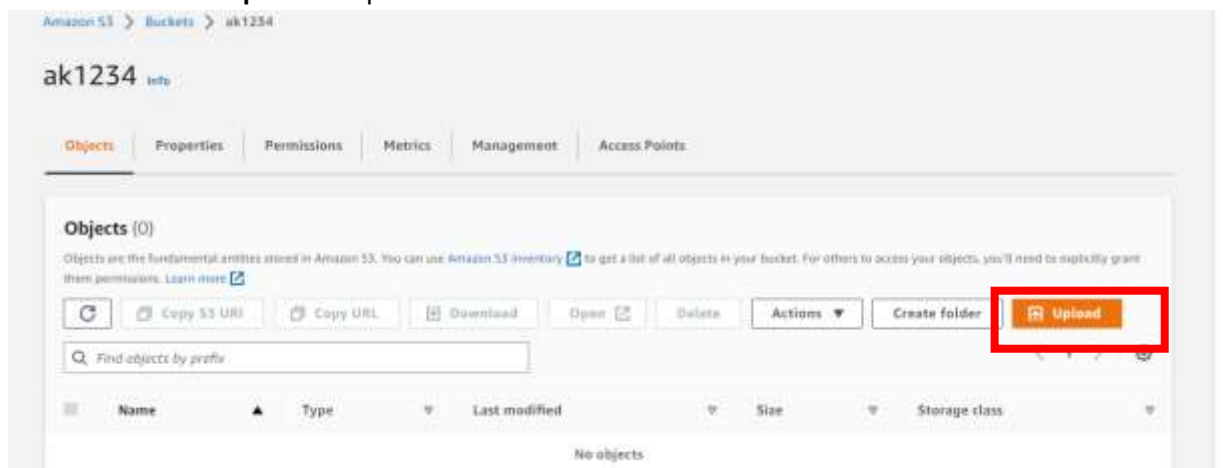 Amazon S3 > Buckets > ak1234
ak1234 Info
Objects Properties Permissions Metrics Management Access Points
Objects (0)
Objects are the fundamental entities stored in Amazon S3. You can use Amazon S3 inventory to get a list of all objects in your bucket. For others to access your objects, you'll need to explicitly grant
them permissions. Learn more
Copy S3 URI Copy URL Download Open Delete Actions Create folder Upload
Find objects by prefix
Name Type Last modified Size Storage class
No objects